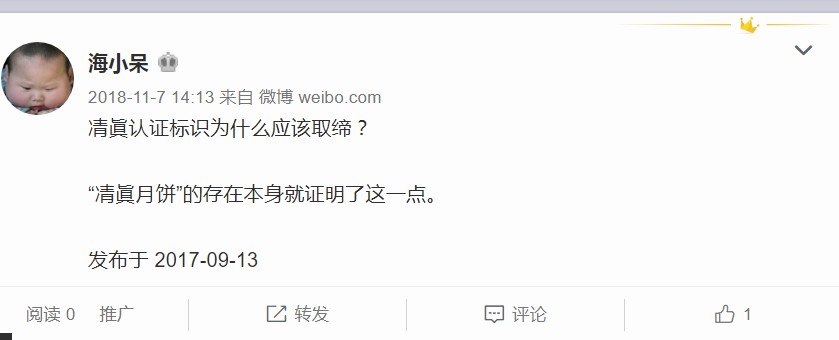 海小呆
2018-11-7 14:13 来自 微博 weibo.com
凊眞认证标识为什么应该取缔？
“凊眞月饼”的存在本身就证明了这一点。
发布于 2017-09-13
阅读 0 推广 转发 评论 1